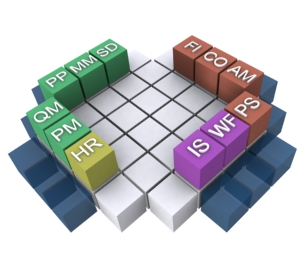 PP MM SD
FI CO AM
QM PM HR
IS WF PS